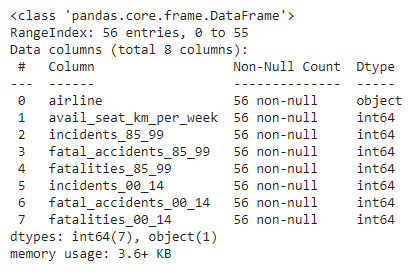 <class 'pandas.core.frame.DataFrame'>
RangeIndex: 56 entries, 0 to 55
Data columns (total 8 columns):
 #   Column                  Non-Null Count  Dtype
---  ------                  --------------  -----
 0   airline                 56 non-null     object
 1   avail_seat_km_per_week  56 non-null     int64
 2   incidents_85_99         56 non-null     int64
 3   fatal_accidents_85_99   56 non-null     int64
 4   fatalities_85_99        56 non-null     int64
 5   incidents_00_14         56 non-null     int64
 6   fatal_accidents_00_14   56 non-null     int64
 7   fatalities_00_14        56 non-null     int64
dtypes: int64(7), object(1)
memory usage: 3.6+ KB